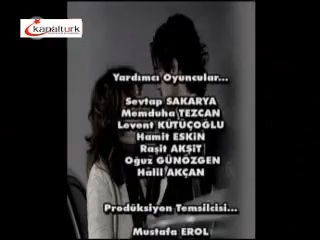 kanalturk
Yardımcı Oyuncular...
Sevtap SAKARYA
Memduha TEZCAN
Levent KÜTÜÇOĞLU
Hamit ESKİN
Raşit AKŞİT
Oğuz GÜNÖZGEN
Halil AKÇAN
Prodüksiyon Temsilcisi...
Mustafa EROL